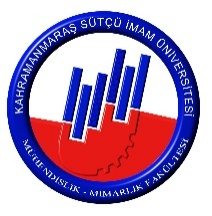 KAHRAMANMARAŞ SÜTÇÜ İMAM ÜNİVERSİTESİ
MÜHENDİSLİK - MİMARLIK FAKÜLTESİ